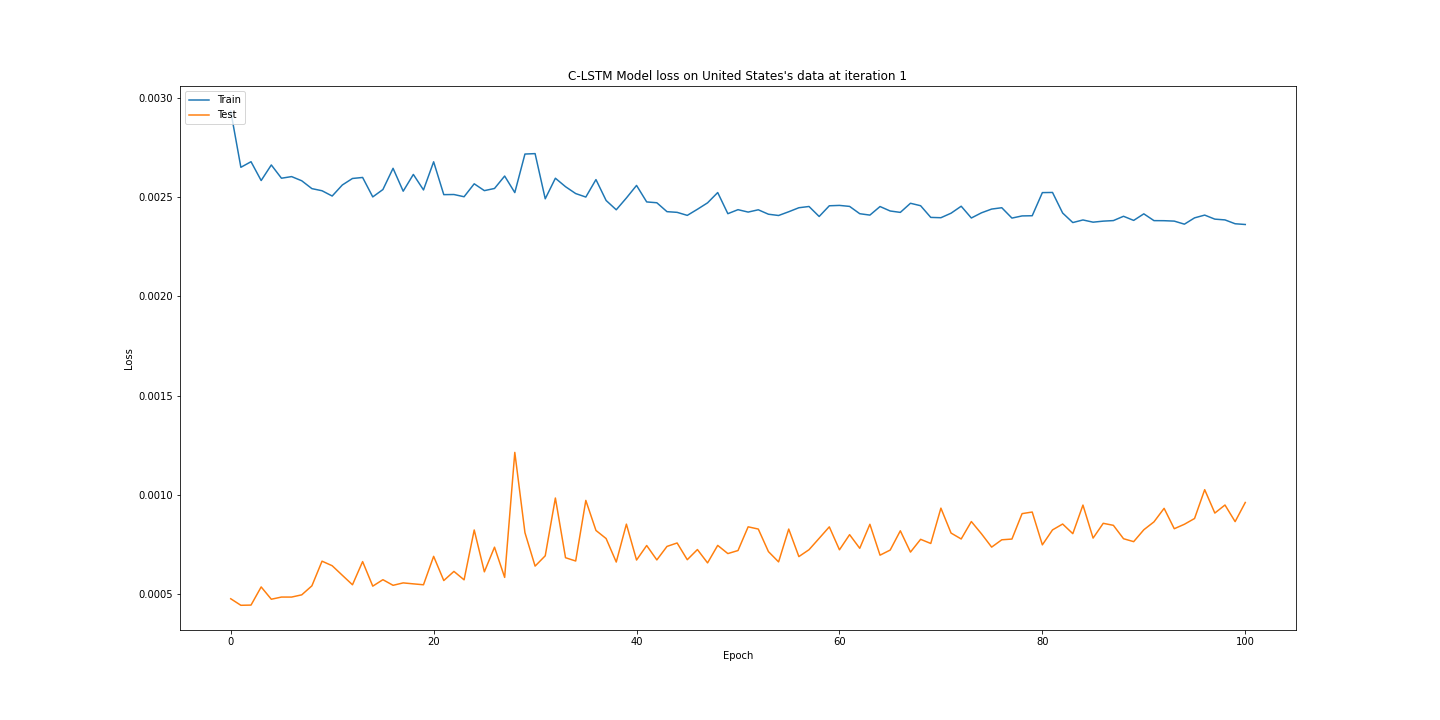 C-LSTM Model loss on United States's data at iteration 1
Train
Test
0.0030
0.0025
0.0020
0.0015
0.0010
0.0005
Loss
0 20 40 60 80 100
Epoch